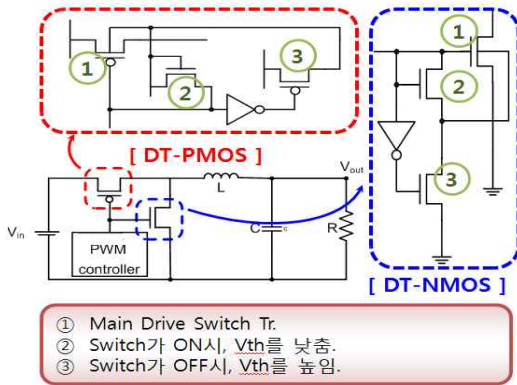 ①
②
③
[ DT-PMOS ]
①
②
③
[ DT-NMOS ]
Vin
PWM
controller
L
Vout
C
c
R
① Main Drive Switch Tr.
② Switch가 ON시, Vth를 낮춤.
③ Switch가 OFF시, Vth를 높임.